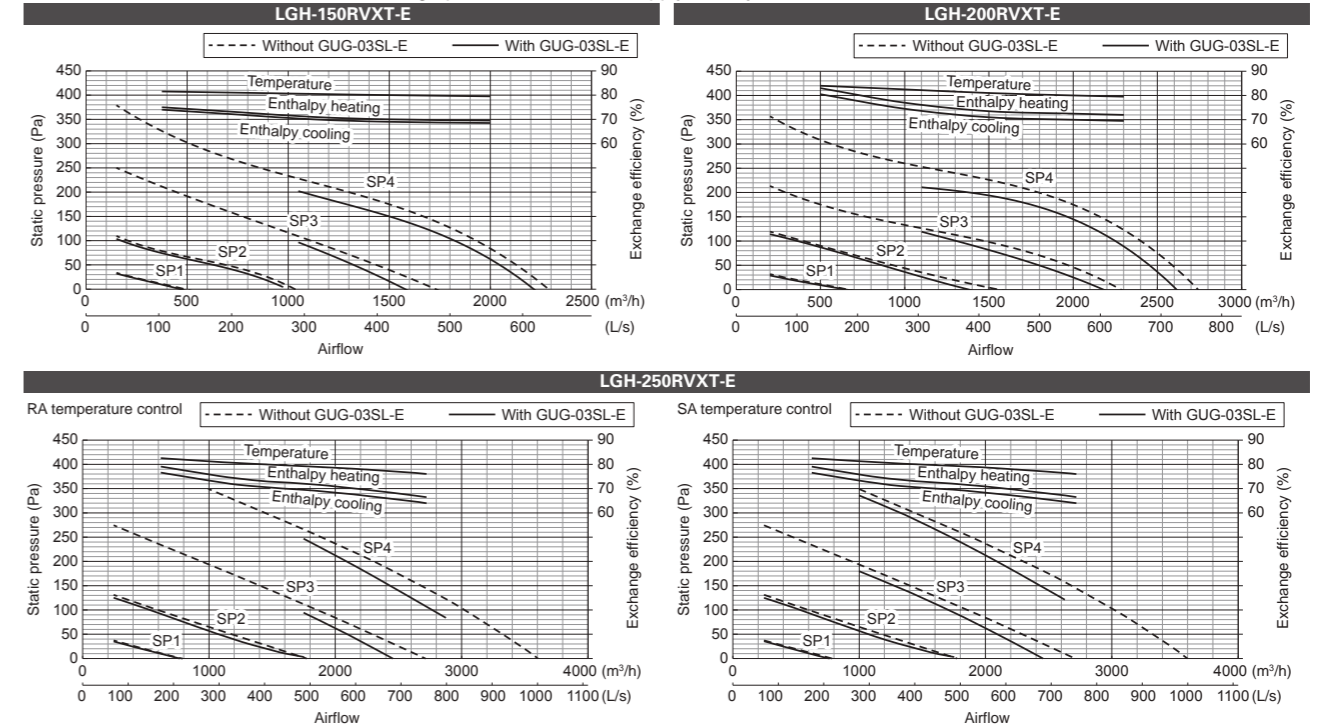 LGH-150RVXT-E
Without GUG-03SL-E With GUG-03SL-E
Static pressure (Pa)
450
400
350
300
250
200
150
100
50
0
Temperature
Enthalpy heating
Enthalpy cooling
SP4
SP3
SP2
SP1
90
80
70
60
Exchange efficiency (%)
0 500 1000 1500 2000 2500 (m³/h)
0 100 200 300 400 500 600 (L/s)
Airflow
LGH-200RVXT-E
Without GUG-03SL-E With GUG-03SL-E
Static pressure (Pa)
450
400
350
300
250
200
150
100
50
0
Temperature
Enthalpy heating
Enthalpy cooling
SP4
SP3
SP2
SP1
90
80
70
60
Exchange efficiency (%)
0 500 1000 1500 2000 2500 3000 (m³/h)
0 100 200 300 400 500 600 700 800 (L/s)
Airflow
LGH-250RVXT-E
RA temperature control
Without GUG-03SL-E With GUG-03SL-E
Static pressure (Pa)
450
400
350
300
250
200
150
100
50
0
Temperature
Enthalpy heating
Enthalpy cooling
SP4
SP3
SP2
SP1
90
80
70
60
Exchange efficiency (%)
0 1000 2000 3000 4000 (m³/h)
0 100 200 300 400 500 600 700 800 900 1000 1100 (L/s)
Airflow
SA temperature control
Without GUG-03SL-E With GUG-03SL-E
Static pressure (Pa)
450
400
350
300
250
200
150
100
50
0
Temperature
Enthalpy heating
Enthalpy cooling
SP4
SP3
SP2
SP1
90
80
70
60
Exchange efficiency (%)
0 1000 2000 3000 4000 (m³/h)
0 100 200 300 400 500 600 700 800 900 1000 1100 (L/s)
Airflow